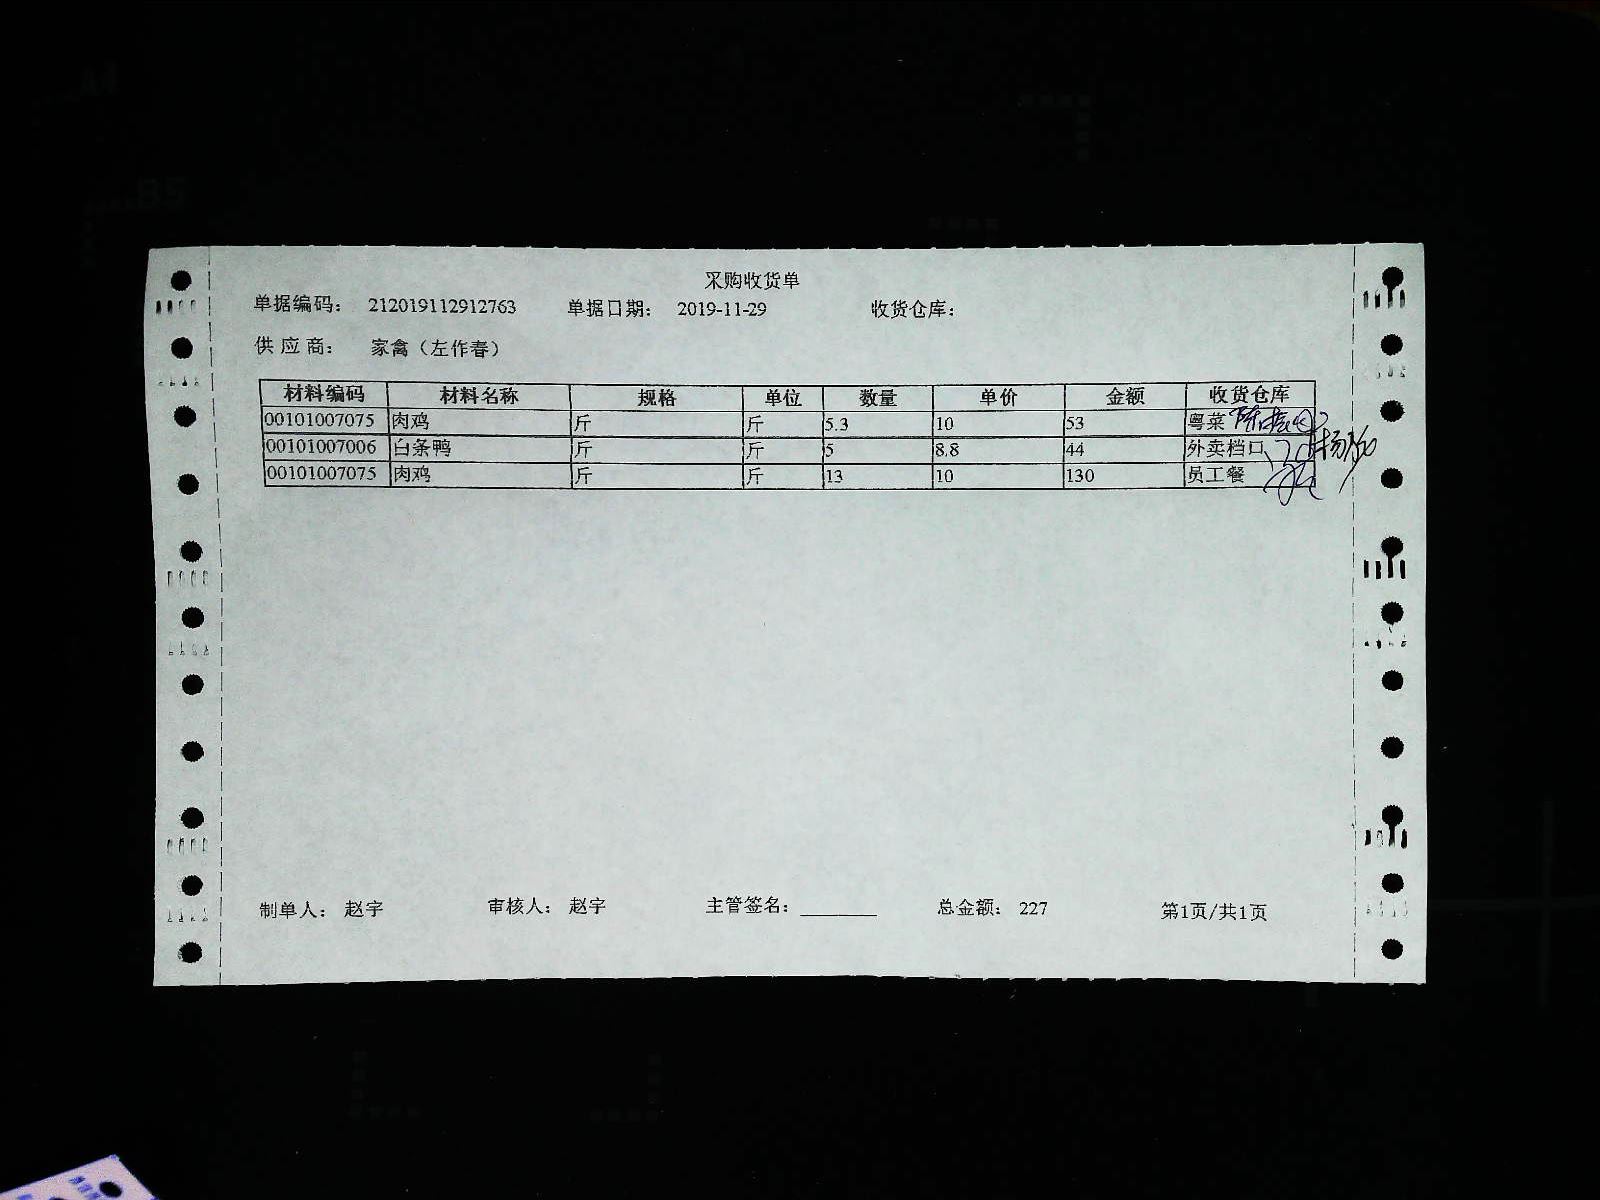 采购收货单
单据编码： 212019112912763 单据日期： 2019-11-29 收货仓库：
供应商： 家禽（左作春）
材料编码 材料名称 规格 单位 数量 单价 金额 收货仓库
00101007075 肉鸡 斤 斤 5.3 10 53 粤菜
00101007006 白条鸭 斤 斤 5 8.8 44 外卖档口
00101007075 肉鸡 斤 斤 13 10 130 员工餐
制单人： 赵宇 审核人： 赵宇 主管签名：________ 总金额： 227 第1页/共1页